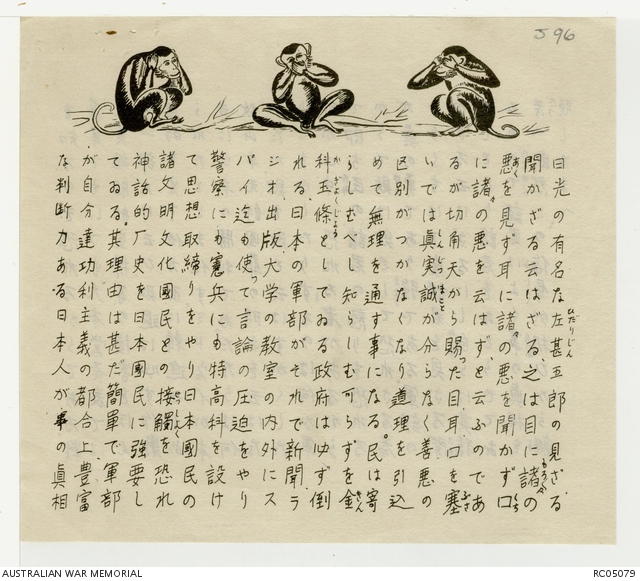 J 96
日光の有名な左甚五郎の見ざる
聞かざる云はざる、之は目に諸の
悪を見ず耳に諸々の悪を聞かず口
に諸々の悪を云はず、と云ふのであ
るが切角天から賜った目、耳、口を塞
いでは真実誠が分らなく善悪の
区別がつかなくなり道理を引込
めて無理を通す事になる。民は寄
らしむべし知らしむ可らずを金
科玉條とし ゐる政府はゆず倒
れる、日本の軍部がそれで新聞、ラ
ジオ、出版、大学の教室の内外にス
パイ迄も使って言論の圧迫をやり
警察にも憲兵にも特高科を設け
て思想取締りをやり日本國民の
諸文明文化國民との接觸を恐れ
神話的厂史を日本國民に強要し
てゐる。其理由は甚だ簡単で軍部
が自分達功利主義の都合上、豊富
な判断力ある日本人が事の眞相
AUSTRALIAN WAR MEMORIAL
RC05079